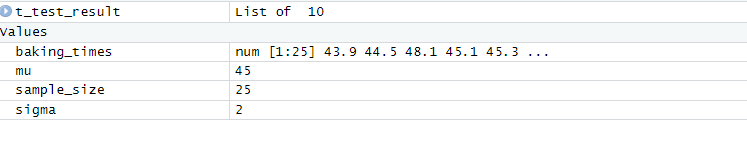 t_test_result List of  10
Values
baking_times num [1:25] 43.9 44.5 48.1 45.1 45.3 ...
mu 45
sample_size 25
sigma 2